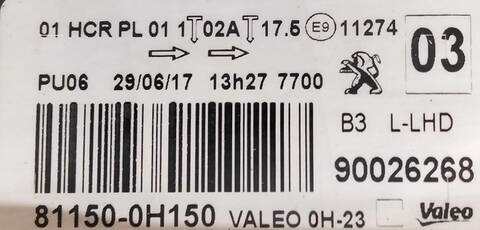 01 HCR PL 01 1 02A 17.5 E9 11274
03
PU06 29/06/17 13h27 7700
B3 L-LHD
90026268
81150-0H150 VALEO 0H-23 Valeo